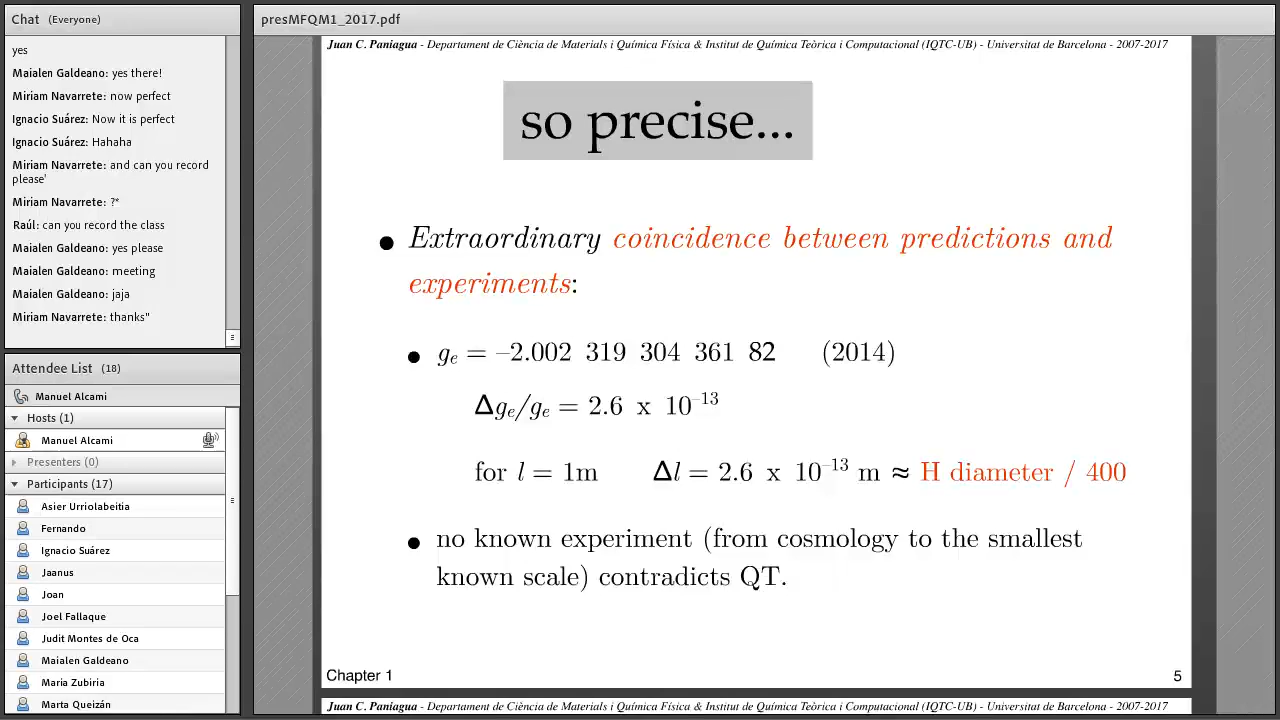 Chat (Everyone)
yes
Maialen Galdeano: yes there!
Miriam Navarrete: now perfect
Ignacio Suárez: Now it is perfect
Ignacio Suárez: Hahaha
Miriam Navarrete: and can you record
please'
Miriam Navarrete: ?*
Raúl: can you record the class
Maialen Galdeano: yes please
Maialen Galdeano: meeting
Maialen Galdeano: jaja
Miriam Navarrete: thanks"
Attendee List (18)
Manuel Alcami
Hosts (1)
Manuel Alcami
Presenters (0)
Participants (17)
Asier Urriolabeitia
Fernando
Ignacio Suárez
Jaanus
Joan
Joel Fallaque
Judit Montes de Oca
Maialen Galdeano
Maria Zubiria
Marta Queizán
presMFQM1_2017.pdf
Juan C. Paniagua - Departament de Ciència de Materials i Química Física & Institut de Química Teòrica i Computacional (IQTC-UB) - Universitat de Barcelona - 2007-2017
so precise...
• Extraordinary coincidence between predictions and
experiments:
• gₑ = –2.002 319 304 361 82 (2014)
Δgₑ/gₑ = 2.6 x 10⁻¹³
for l = 1m Δl = 2.6 x 10⁻¹³ m ≈ H diameter / 400
• no known experiment (from cosmology to the smallest
known scale) contradicts QT.
Chapter 1
5
Juan C. Paniagua - Departament de Ciència de Materials i Química Física & Institut de Química Teòrica i Computacional (IQTC-UB) - Universitat de Barcelona - 2007-2017